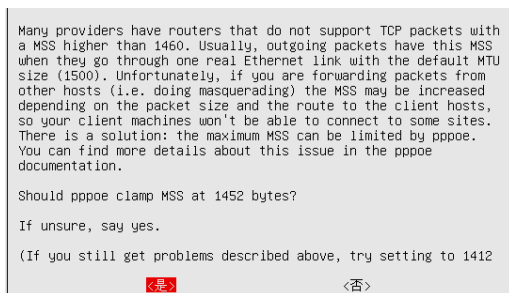 Many providers have routers that do not support TCP packets with
a MSS higher than 1460. Usually, outgoing packets have this MSS
when they go through one real Ethernet link with the default MTU
size (1500). Unfortunately, if you are forwarding packets from
other hosts (i.e. doing masquerading) the MSS may be increased
depending on the packet size and the route to the client hosts,
so your client machines won't be able to connect to some sites.
There is a solution: the maximum MSS can be limited by pppoe.
You can find more details about this issue in the pppoe
documentation.
Should pppoe clamp MSS at 1452 bytes?
If unsure, say yes.
(If you still get problems described above, try setting to 1412
<是> <否>